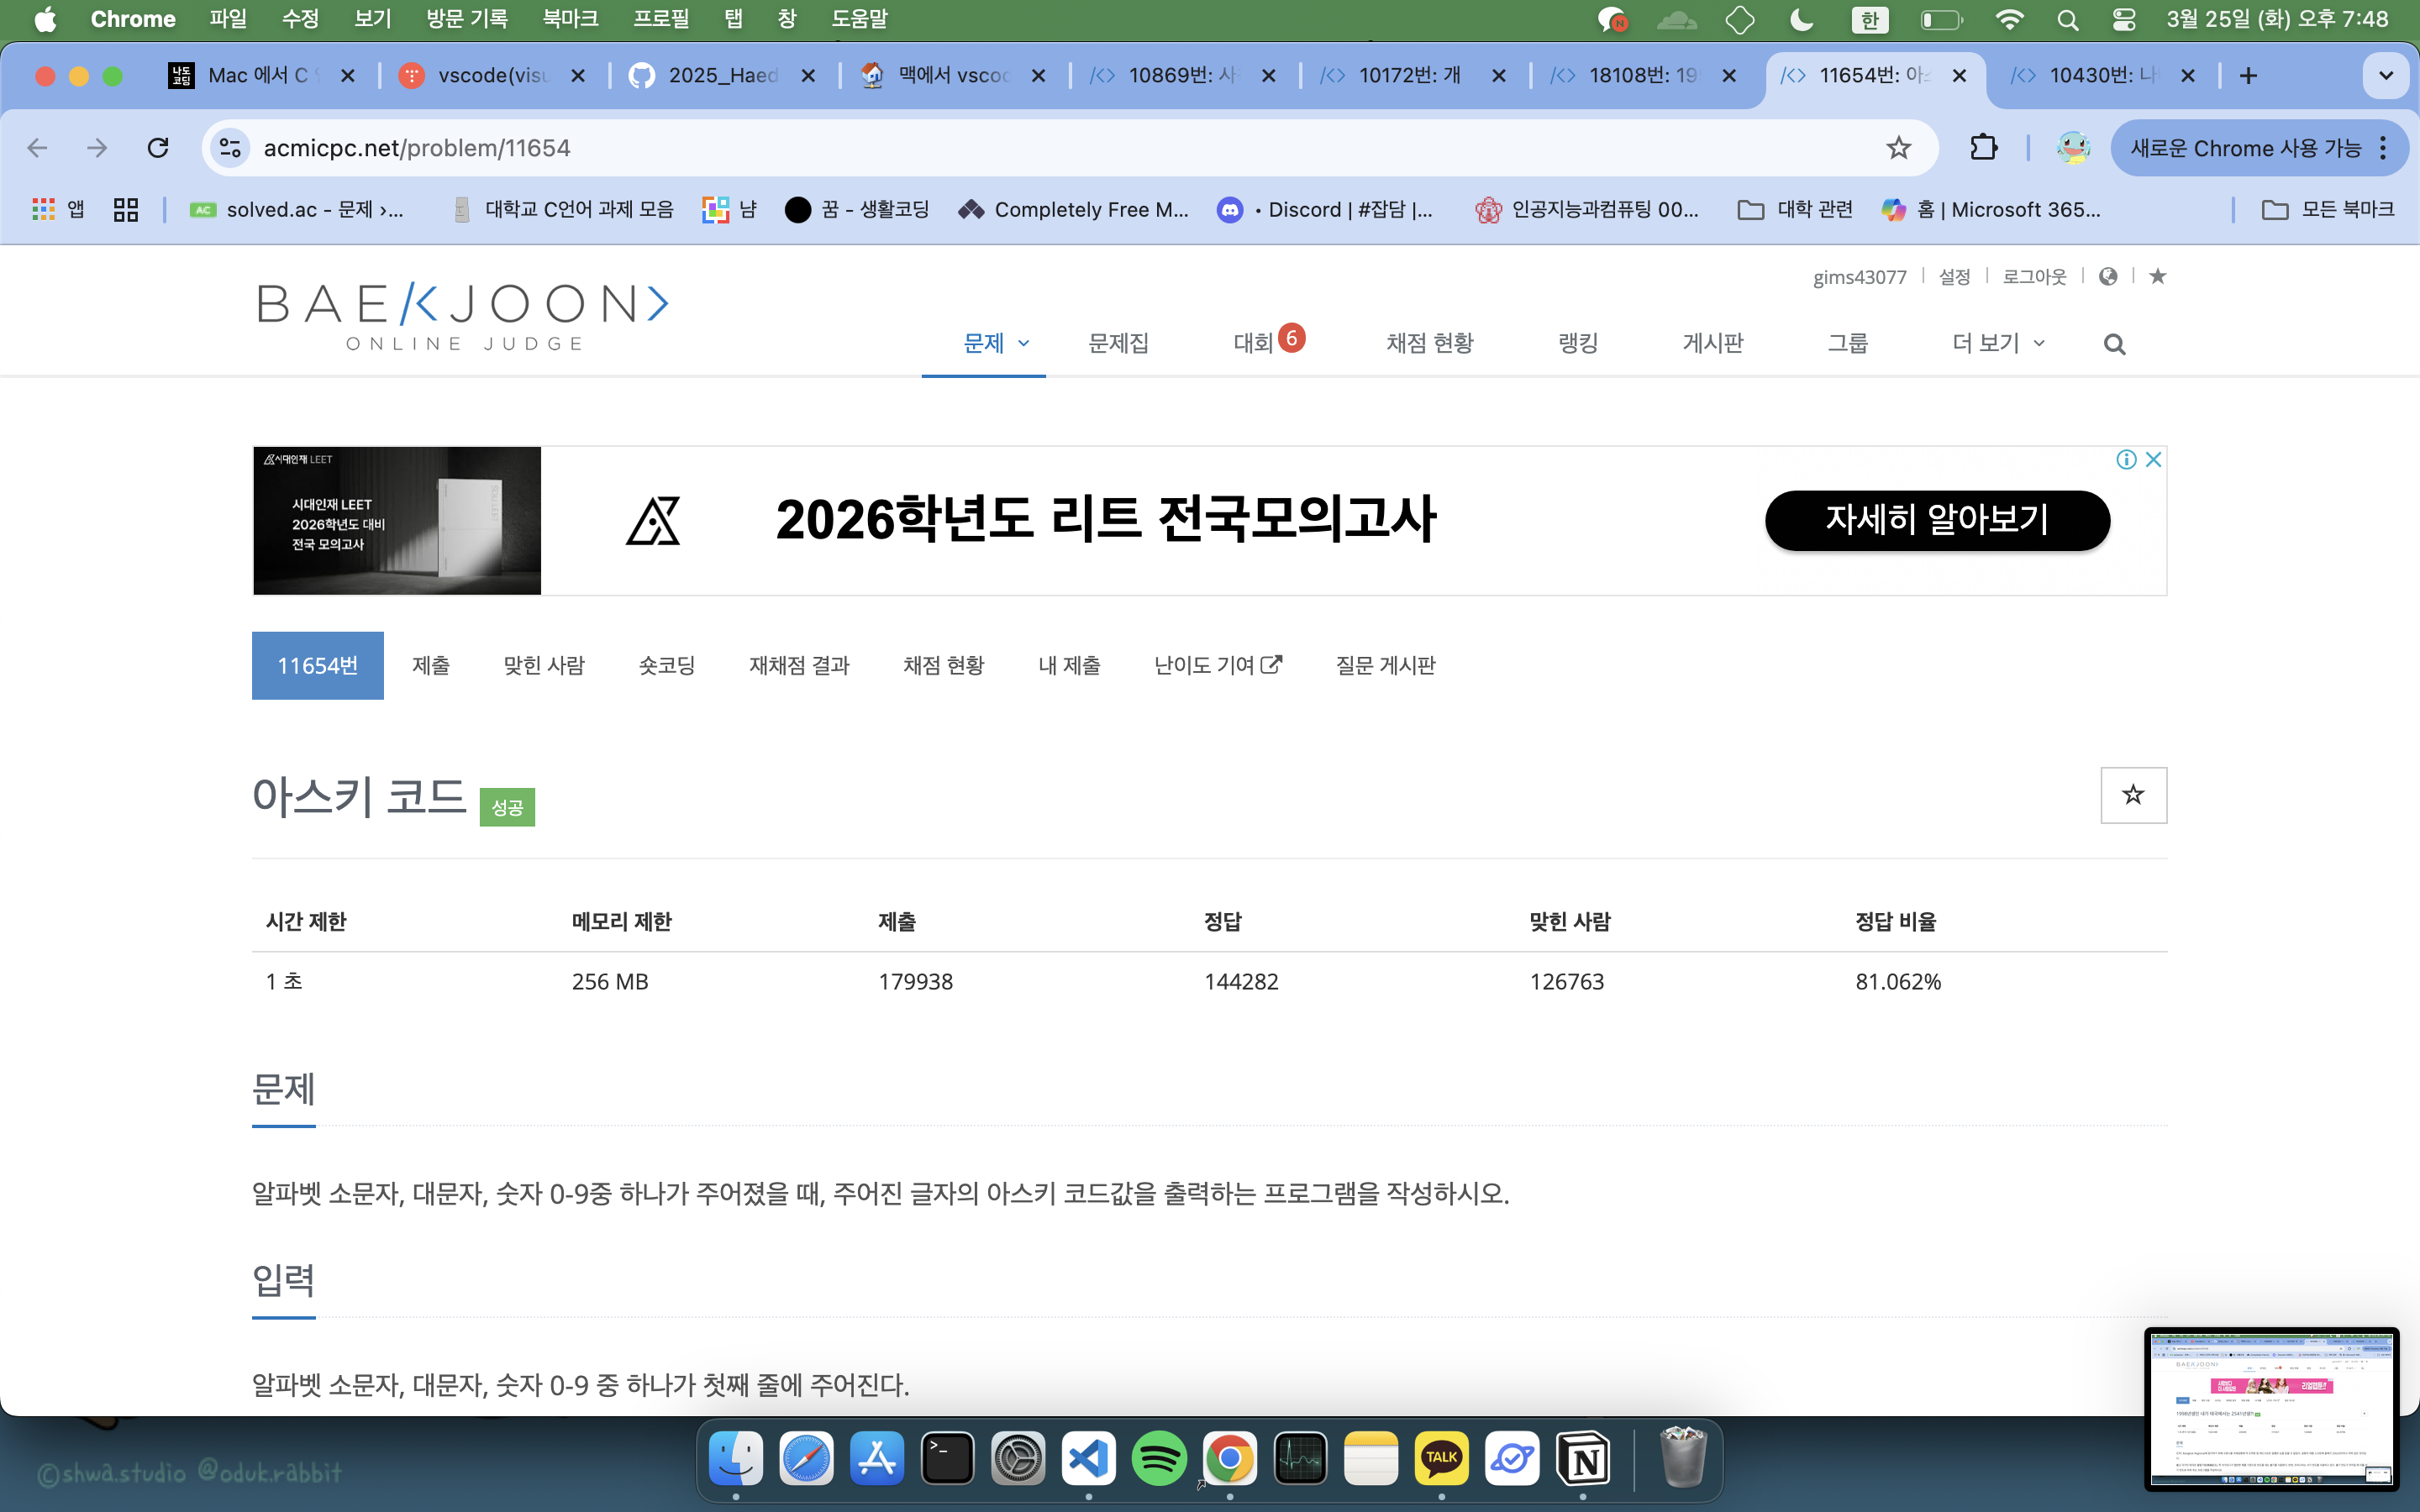 Chrome 파일 수정 보기 방문 기록 북마크 프로필 탭 창 도움말 한 3월 25일 (화) 오후 7:48
나도코딩 Mac 에서 C vscode(visu 2025_Haed 맥에서 vscod 10869번: 사 10172번: 개 18108번: 19 11654번: 아스 10430번: 나
acmicpc.net/problem/11654 새로운 Chrome 사용 가능
앱 AC solved.ac - 문제 ›... 대학교 C언어 과제 모음 냠 꿈 - 생활코딩 Completely Free M... • Discord | #잡담 |... 인공지능과컴퓨팅 00... 대학 관련 홈 | Microsoft 365... 모든 북마크
gims43077 설정 로그아웃
BAE/KJOON>
ONLINE JUDGE
문제 문제집 대회 6 채점 현황 랭킹 게시판 그룹 더 보기
시대인재 LEET
시대인재 LEET
2026학년도 대비
전국 모의고사
2026학년도 리트 전국모의고사
자세히 알아보기
11654번 제출 맞힌 사람 숏코딩 재채점 결과 채점 현황 내 제출 난이도 기여 질문 게시판
아스키 코드 성공
시간 제한 메모리 제한 제출 정답 맞힌 사람 정답 비율
1 초 256 MB 179938 144282 126763 81.062%
문제
알파벳 소문자, 대문자, 숫자 0-9중 하나가 주어졌을 때, 주어진 글자의 아스키 코드값을 출력하는 프로그램을 작성하시오.
입력
알파벳 소문자, 대문자, 숫자 0-9 중 하나가 첫째 줄에 주어진다.
©shwa.studio @oduk.rabbit
TALK